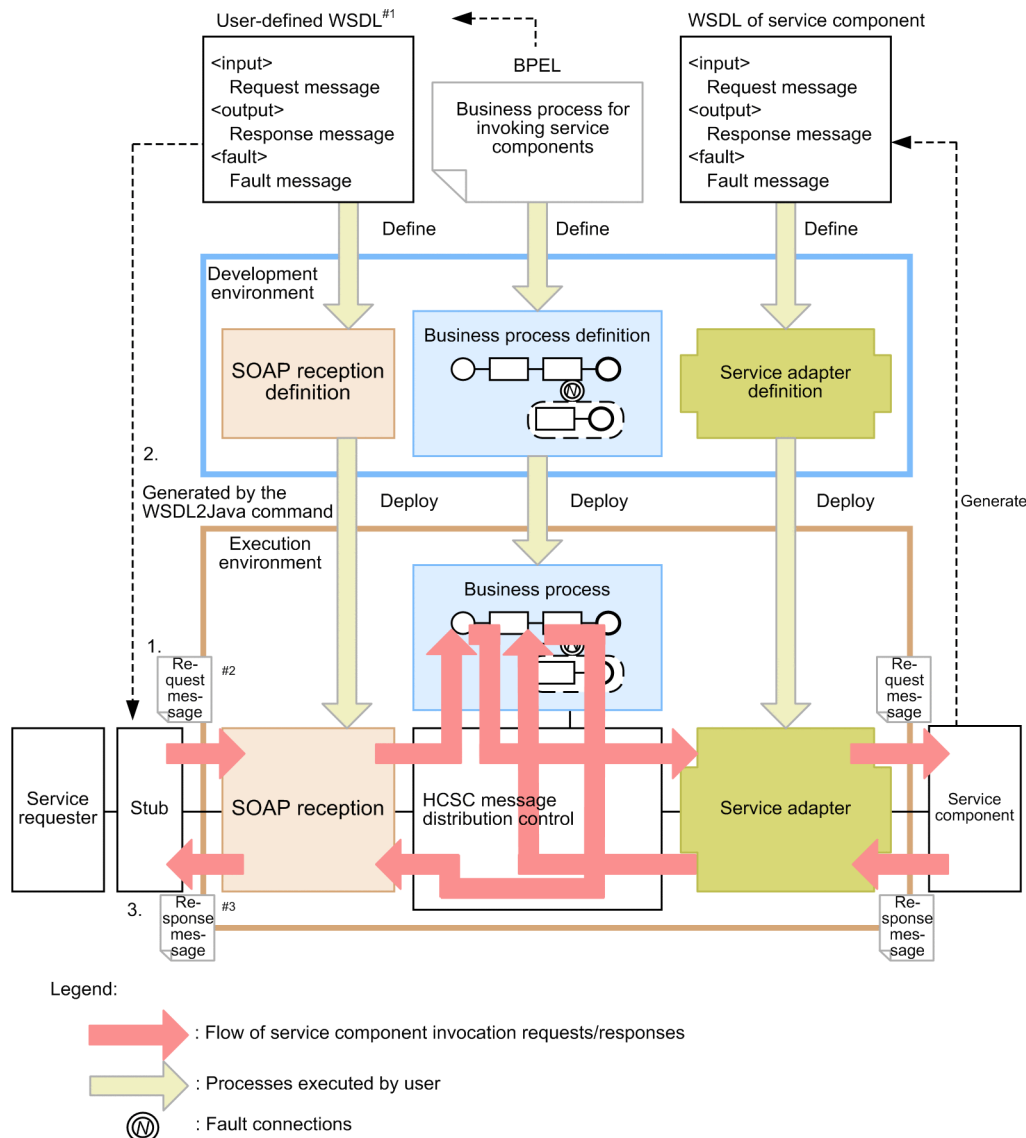 User-defined WSDL#1
WSDL of service component
<input>
Request message
<output>
Response message
<fault>
Fault message
BPEL
Business process for
invoking service
components
<input>
Request message
<output>
Response message
<fault>
Fault message
Define
Define
Define
Development
environment
SOAP reception
definition
Business process definition
N
Service adapter
definition
2.
Generated by the
WSDL2Java command
Deploy
Deploy
Deploy
Generate
Execution
environment
Business process
N
1.
Re-
quest
mes-
sage
#2
Re-
quest
mes-
sage
Service
requester
Stub
SOAP reception
HCSC message
distribution control
Service adapter
Service
component
3.
Re-
sponse
mes-
sage
#3
Re-
sponse
mes-
sage
Legend:
: Flow of service component invocation requests/responses
: Processes executed by user
N : Fault connections